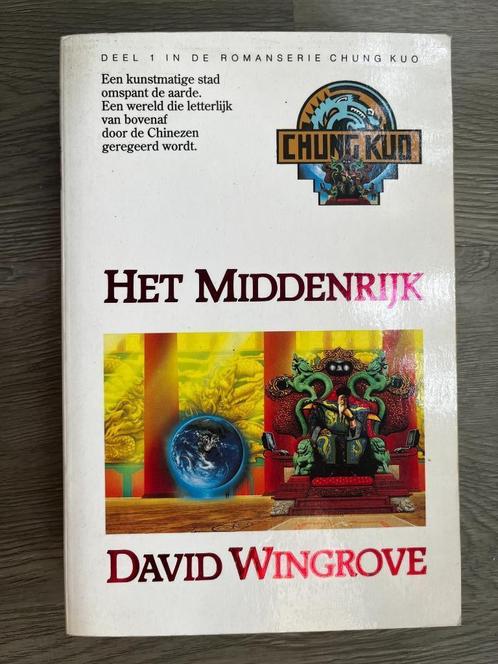 DEEL 1 IN DE ROMANSERIE CHUNG KUO
Een kunstmatige stad
omspant de aarde.
Een wereld die letterlijk
van bovenaf
door de Chinezen
geregeerd wordt.
CHUNG KUO
HET MIDDENRIJK
DAVID WINGROVE